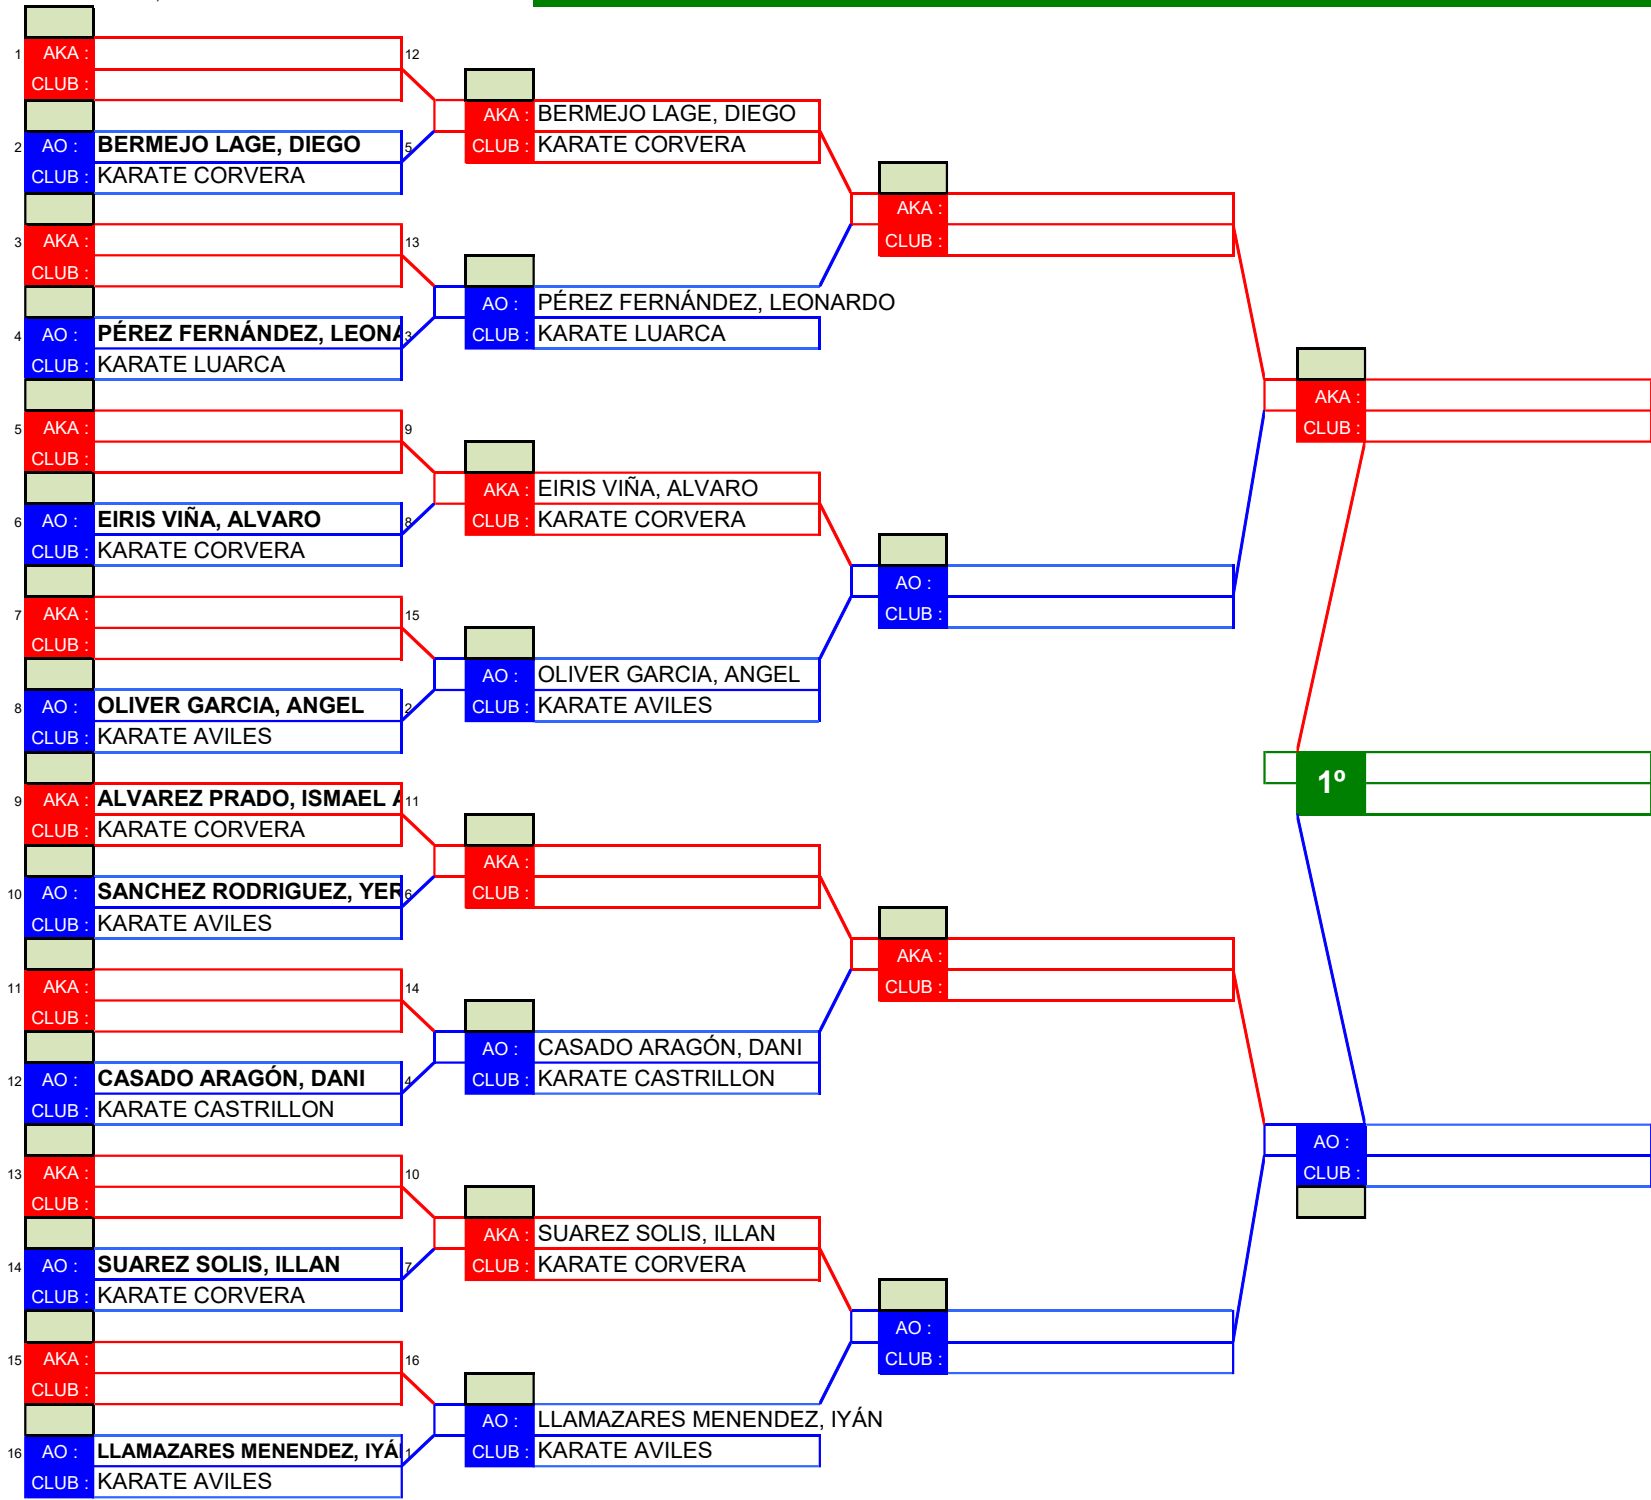 1 AKA : 12
CLUB :
2 AO : BERMEJO LAGE, DIEGO 5
CLUB : KARATE CORVERA
3 AKA : 13
CLUB :
4 AO : PÉREZ FERNÁNDEZ, LEONA 3
CLUB : KARATE LUARCA
5 AKA : 9
CLUB :
6 AO : EIRIS VIÑA, ALVARO 8
CLUB : KARATE CORVERA
7 AKA : 15
CLUB :
8 AO : OLIVER GARCIA, ANGEL 2
CLUB : KARATE AVILES
9 AKA : ALVAREZ PRADO, ISMAEL A 11
CLUB : KARATE CORVERA
10 AO : SANCHEZ RODRIGUEZ, YER 6
CLUB : KARATE AVILES
11 AKA : 14
CLUB :
12 AO : CASADO ARAGÓN, DANI 4
CLUB : KARATE CASTRILLON
13 AKA : 10
CLUB :
14 AO : SUAREZ SOLIS, ILLAN 7
CLUB : KARATE CORVERA
15 AKA : 16
CLUB :
16 AO : LLAMAZARES MENENDEZ, IYÁN 1
CLUB : KARATE AVILES
AKA : BERMEJO LAGE, DIEGO
CLUB : KARATE CORVERA
AO : PÉREZ FERNÁNDEZ, LEONARDO
CLUB : KARATE LUARCA
AKA : EIRIS VIÑA, ALVARO
CLUB : KARATE CORVERA
AO : OLIVER GARCIA, ANGEL
CLUB : KARATE AVILES
AKA :
CLUB :
AO : CASADO ARAGÓN, DANI
CLUB : KARATE CASTRILLON
AKA : SUAREZ SOLIS, ILLAN
CLUB : KARATE CORVERA
AO : LLAMAZARES MENENDEZ, IYÁN
CLUB : KARATE AVILES
AKA :
CLUB :
AO :
CLUB :
AKA :
CLUB :
AO :
CLUB :
AKA :
CLUB :
1º
AO :
CLUB :